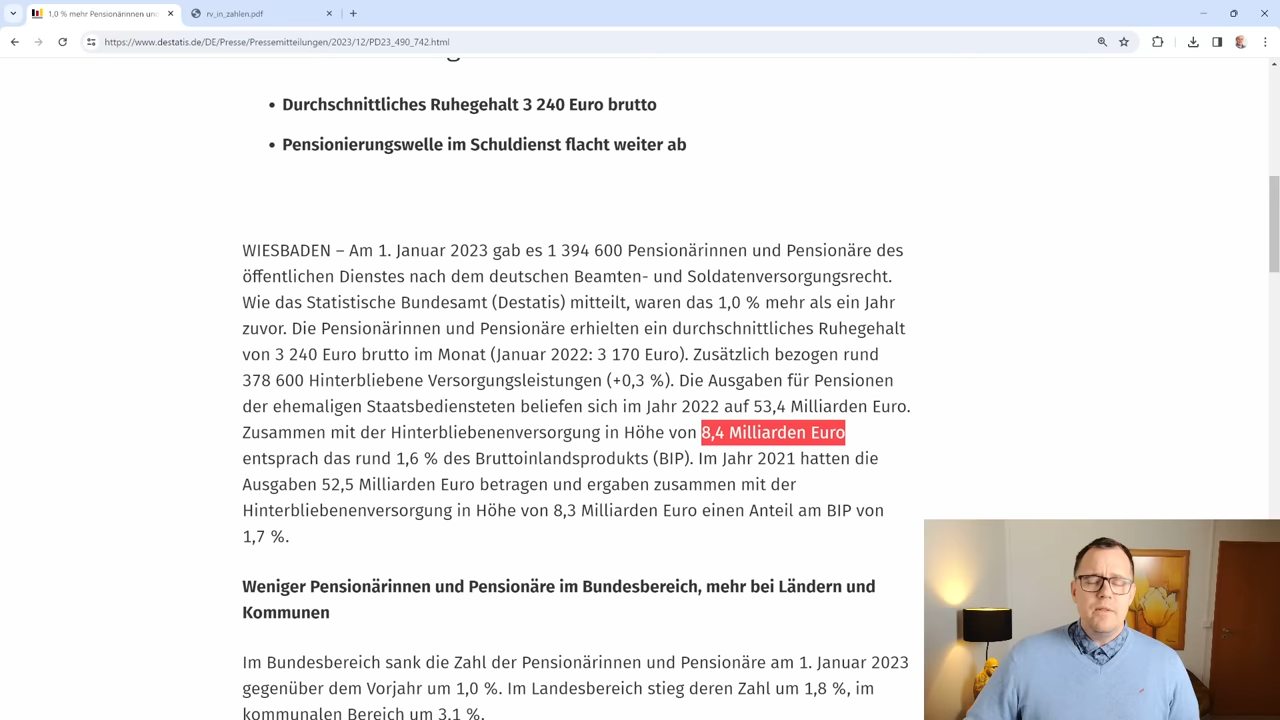 1,0 % mehr Pensionärinnen und
rv_in_zahlen.pdf
https://www.destatis.de/DE/Presse/Pressemitteilungen/2023/12/PD23_490_742.html
• Durchschnittliches Ruhegehalt 3 240 Euro brutto
• Pensionierungswelle im Schuldienst flacht weiter ab
WIESBADEN – Am 1. Januar 2023 gab es 1 394 600 Pensionärinnen und Pensionäre des
öffentlichen Dienstes nach dem deutschen Beamten- und Soldatenversorgungsrecht.
Wie das Statistische Bundesamt (Destatis) mitteilt, waren das 1,0 % mehr als ein Jahr
zuvor. Die Pensionärinnen und Pensionäre erhielten ein durchschnittliches Ruhegehalt
von 3 240 Euro brutto im Monat (Januar 2022: 3 170 Euro). Zusätzlich bezogen rund
378 600 Hinterbliebene Versorgungsleistungen (+0,3 %). Die Ausgaben für Pensionen
der ehemaligen Staatsbediensteten beliefen sich im Jahr 2022 auf 53,4 Milliarden Euro.
Zusammen mit der Hinterbliebenenversorgung in Höhe von 8,4 Milliarden Euro
entsprach das rund 1,6 % des Bruttoinlandsprodukts (BIP). Im Jahr 2021 hatten die
Ausgaben 52,5 Milliarden Euro betragen und ergaben zusammen mit der
Hinterbliebenenversorgung in Höhe von 8,3 Milliarden Euro einen Anteil am BIP von
1,7 %.
Weniger Pensionärinnen und Pensionäre im Bundesbereich, mehr bei Ländern und
Kommunen
Im Bundesbereich sank die Zahl der Pensionärinnen und Pensionäre am 1. Januar 2023
gegenüber dem Vorjahr um 1,0 %. Im Landesbereich stieg deren Zahl um 1,8 %, im
kommunalen Bereich um 3,1 %.